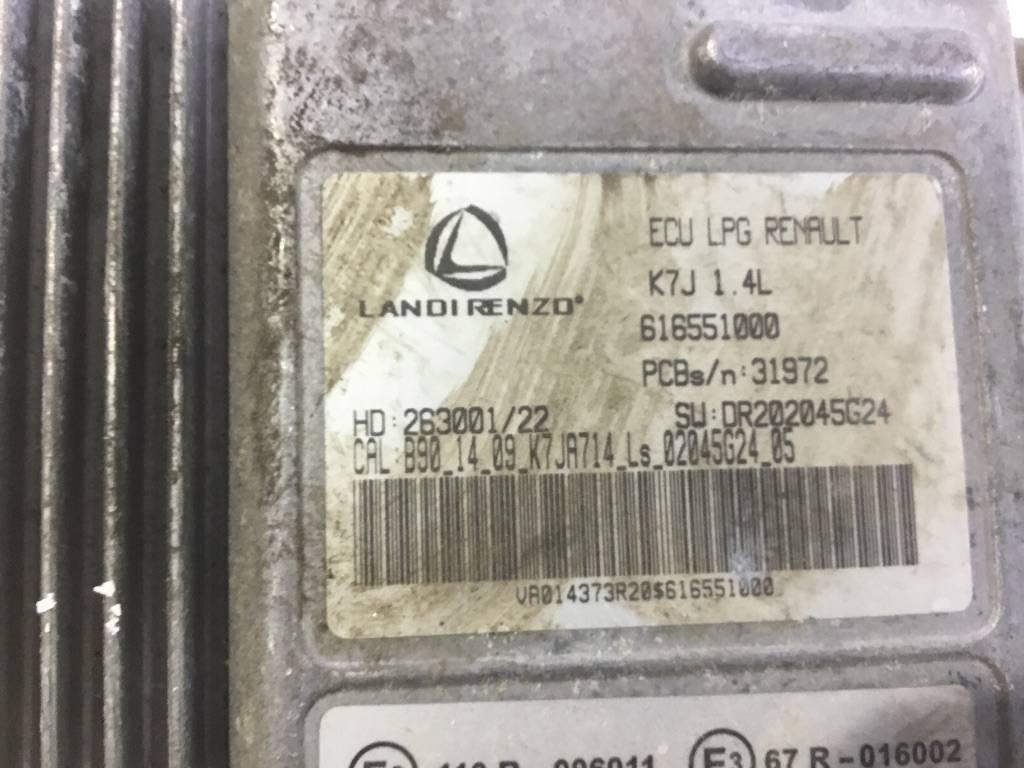 LANDIRENZO®
ECU LPG RENAULT
K7J 1.4L
616551000
PCBs/n:31972
HD:263001/22 SW:DR202045G24
CAL:B90_14_09_K7JA714_Ls_02045G24_05
VA014373R20$616551000
E3 67 R-016002